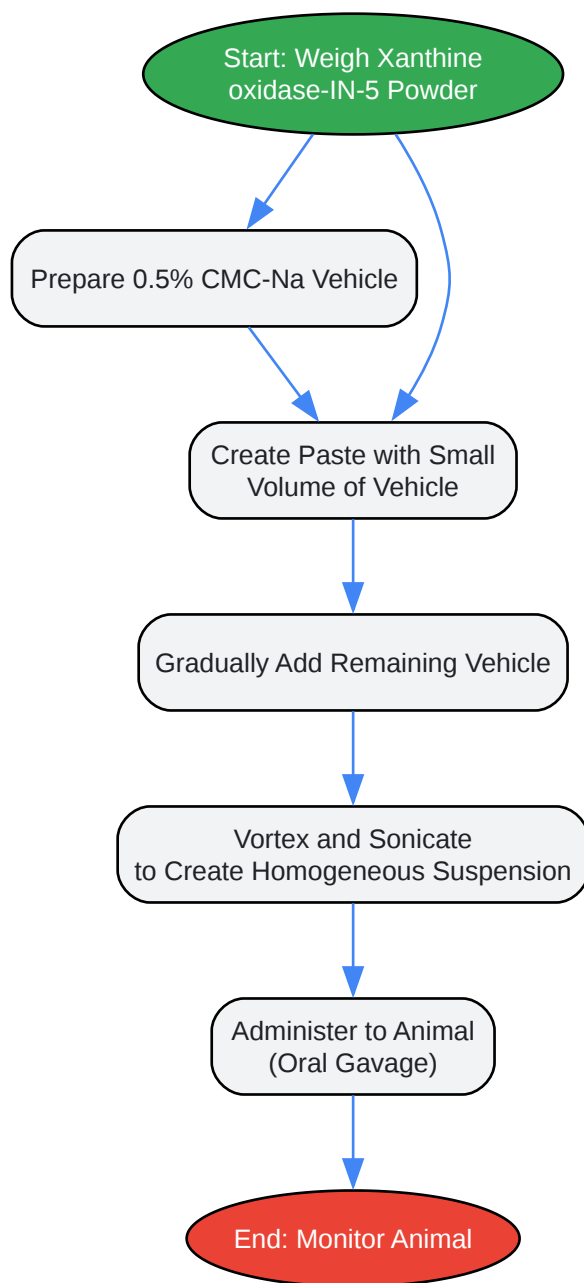 Start: Weigh Xanthine
oxidase-IN-5 Powder
Prepare 0.5% CMC-Na Vehicle
Create Paste with Small
Volume of Vehicle
Gradually Add Remaining Vehicle
Vortex and Sonicate
to Create Homogeneous Suspension
Administer to Animal
(Oral Gavage)
End: Monitor Animal